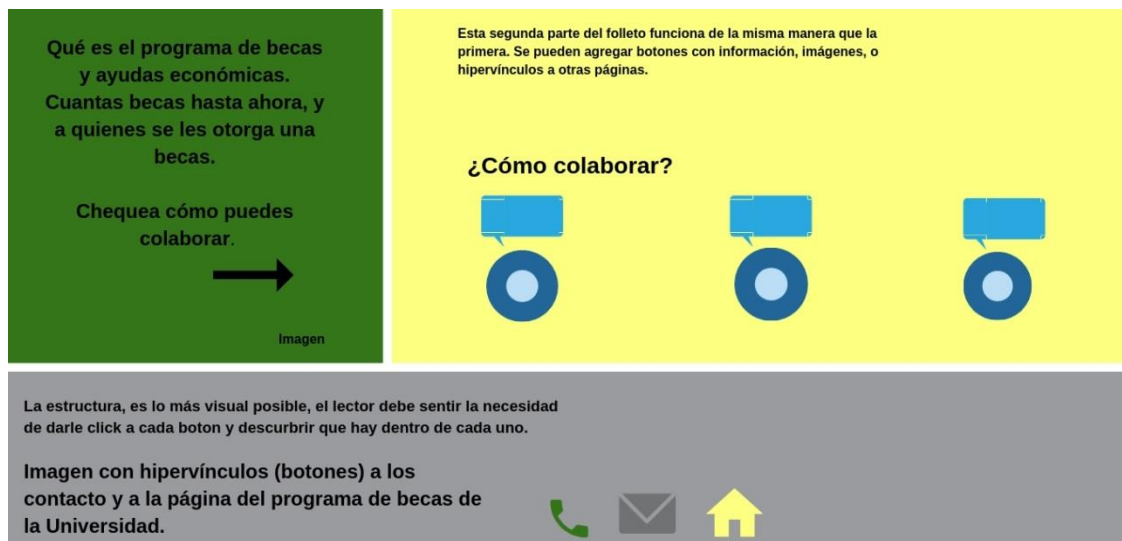 Qué es el programa de becas
y ayudas económicas.
Cuantas becas hasta ahora, y
a quienes se les otorga una
becas.
Chequea cómo puedes
colaborar.
Imagen
Esta segunda parte del folleto funciona de la misma manera que la
primera. Se pueden agregar botones con información, imágenes, o
hipervínculos a otras páginas.
¿Cómo colaborar?
La estructura, es lo más visual posible, el lector debe sentir la necesidad
de darle click a cada boton y descurbrir que hay dentro de cada uno.
Imagen con hipervínculos (botones) a los
contacto y a la página del programa de becas de
la Universidad.